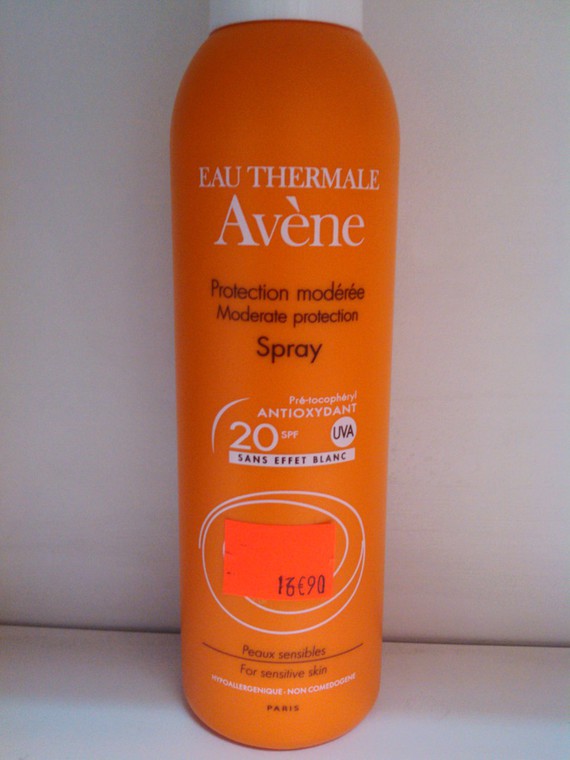 EAU THERMALE
Avène
Protection modérée
Moderate protection
Spray
Pré-tocophéryl
ANTIOXYDANT
20 SPF UVA
SANS EFFET BLANC
16€90
Peaux sensibles
For sensitive skin
HYPOALLERGENIQUE - NON COMEDOGENE
PARIS